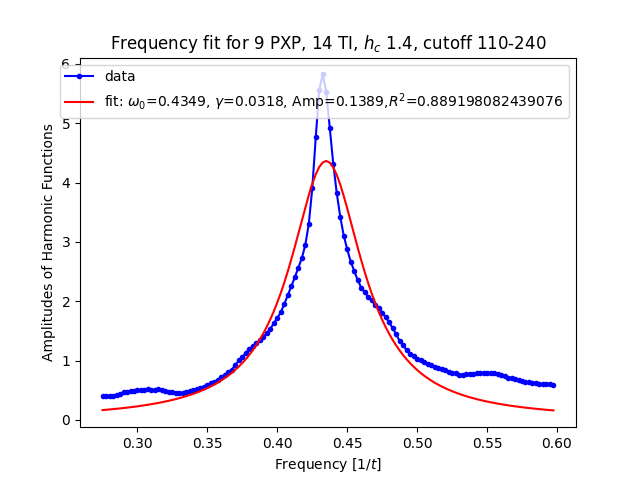 Frequency fit for 9 PXP, 14 TI, $h_c$ 1.4, cutoff 110-240
data
fit: $\omega_0$=0.4349, $\gamma$=0.0318, Amp=0.1389,$R^2$=0.889198082439076
Amplitudes of Harmonic Functions
6
5
4
3
2
1
0
0.30 0.35 0.40 0.45 0.50 0.55 0.60
Frequency [1/$t$]